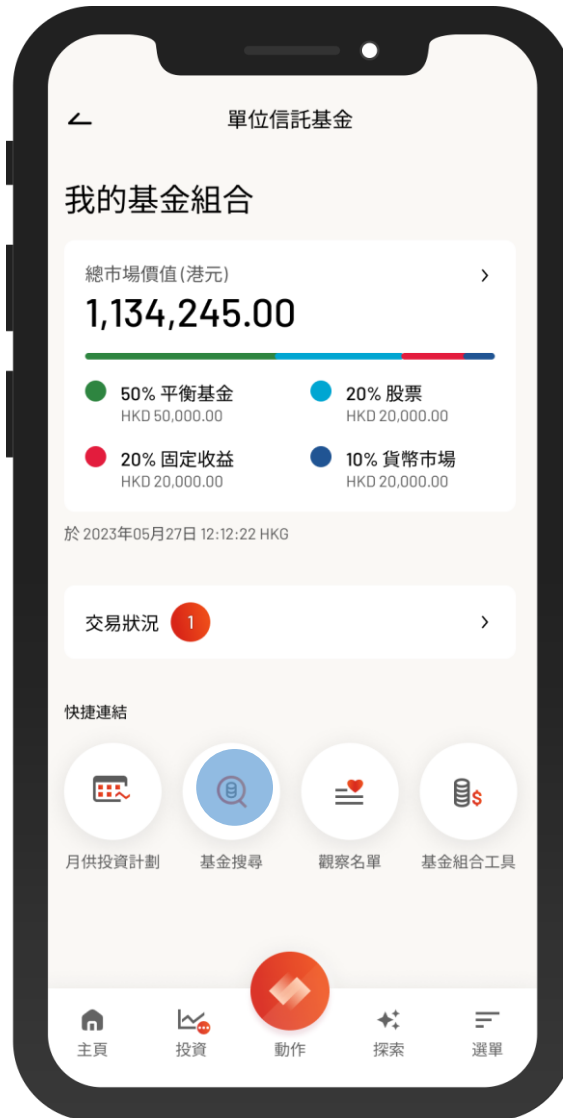 單位信託基金
我的基金組合
總市場價值(港元)
1,134,245.00
50% 平衡基金
HKD 50,000.00
20% 股票
HKD 20,000.00
20% 固定收益
HKD 20,000.00
10% 貨幣市場
HKD 20,000.00
於 2023年05月27日 12:12:22 HKG
交易狀況 1
快捷連結
月供投資計劃
基金搜尋
觀察名單
基金組合工具
主頁
投資
動作
探索
選單